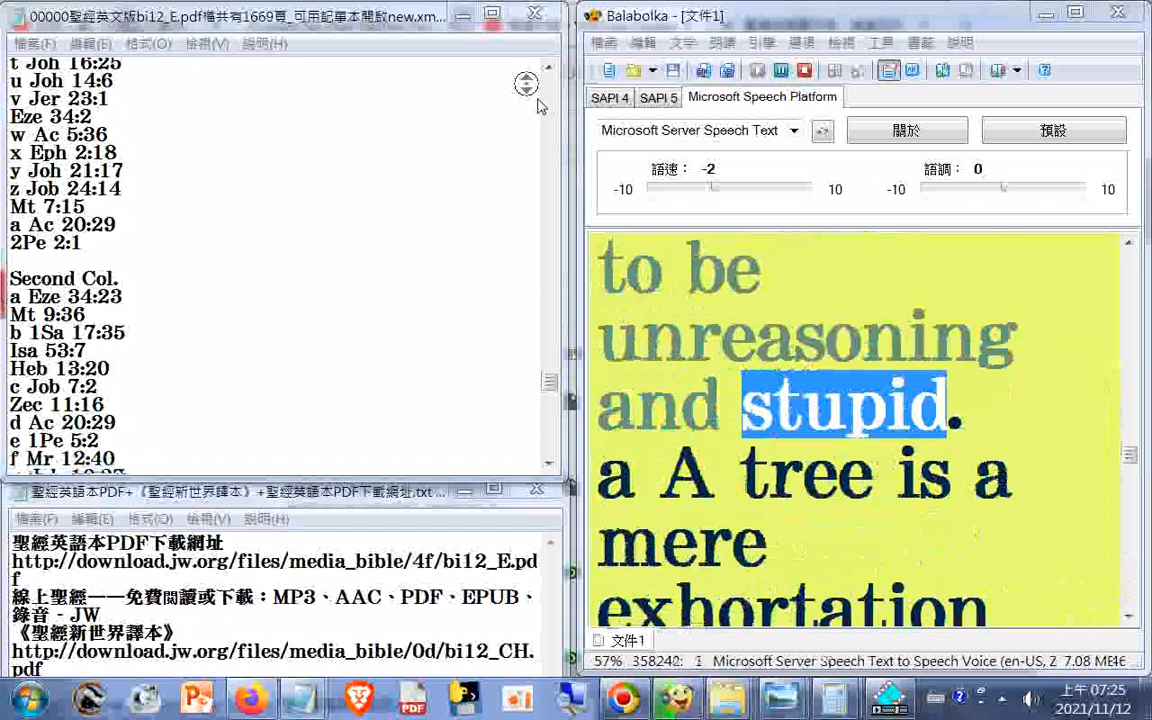 00000聖經英文版bi12_E.pdf檔共有1669頁_可用記事本開啟new.xm...
檔案(F) 編輯(E) 格式(O) 檢視(V) 說明(H)
t Joh 16:25
u Joh 14:6
v Jer 23:1
Eze 34:2
w Ac 5:36
x Eph 2:18
y Joh 21:17
z Job 24:14
Mt 7:15
a Ac 20:29
2Pe 2:1
Second Col.
a Eze 34:23
Mt 9:36
b 1Sa 17:35
Isa 53:7
Heb 13:20
c Job 7:2
Zec 11:16
d Ac 20:29
e 1Pe 5:2
f Mr 12:40
聖經英語本PDF+《聖經新世界譯本》+聖經英語本PDF下載網址.txt ...
檔案(F) 編輯(E) 格式(O) 檢視(V) 說明(H)
聖經英語本PDF下載網址
http://download.jw.org/files/media_bible/4f/bi12_E.pd
f
線上聖經——免費閱讀或下載：MP3、AAC、PDF、EPUB、
錄音 - JW
《聖經新世界譯本》
http://download.jw.org/files/media_bible/0d/bi12_CH.
pdf
Balabolka - [文件1]
檔案 編輯 文字 朗讀 引擎 選項 檢視 工具 書籤 說明
SAPI 4 SAPI 5 Microsoft Speech Platform
Microsoft Server Speech Text 關於 預設
語速： -2 語調： 0
-10 10 -10 10
to be
unreasoning
and stupid.
a A tree is a
mere
exhortation
文件1
57% 358242: 1 Microsoft Server Speech Text to Speech Voice (en-US, Z 7.08 ME46
PDF
上午 07:25
2021/11/12